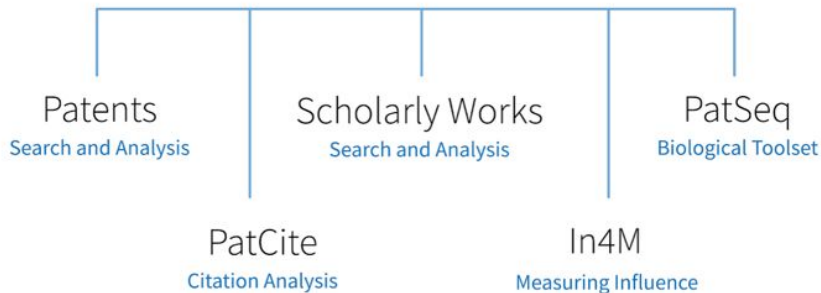 Patents
Search and Analysis
Scholarly Works
Search and Analysis
PatSeq
Biological Toolset
PatCite
Citation Analysis
In4M
Measuring Influence